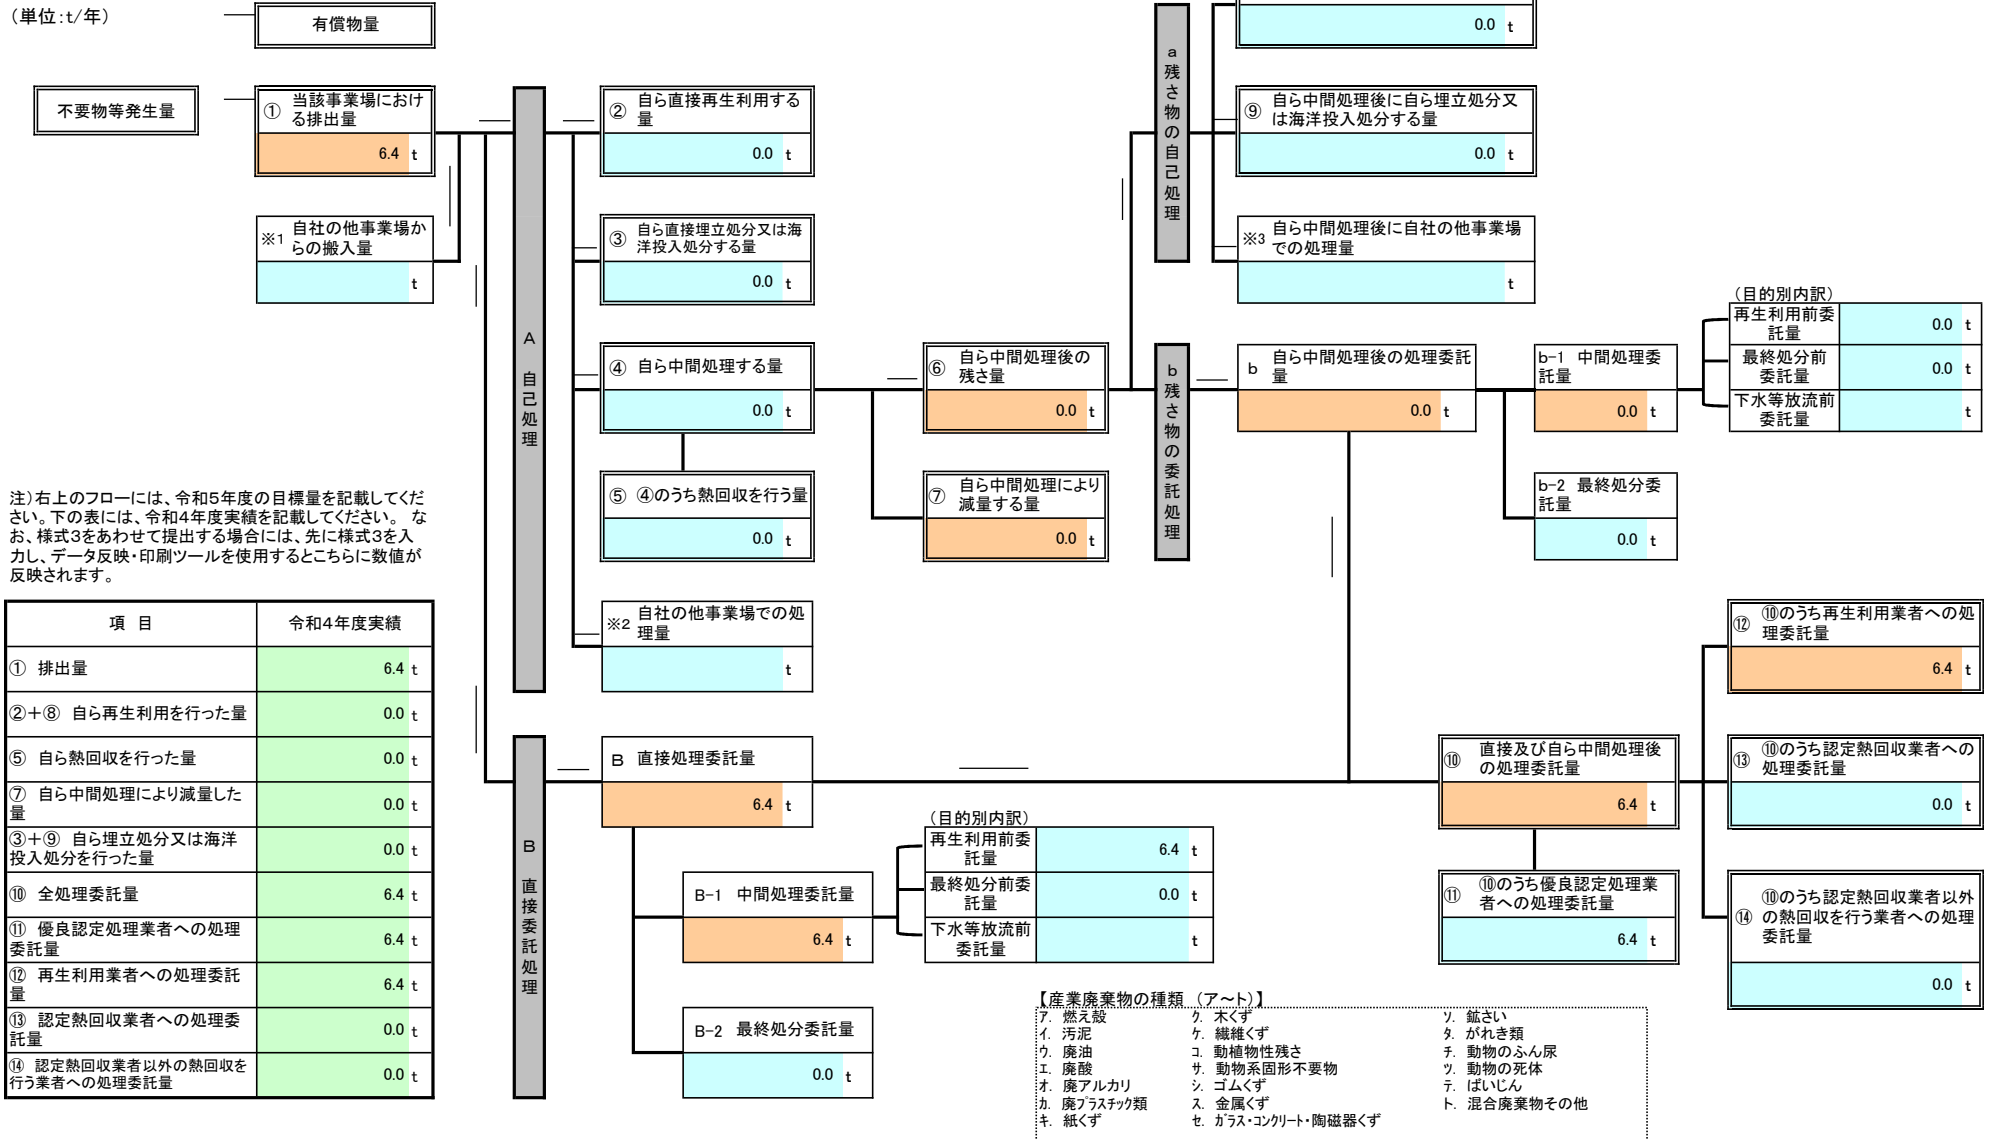 （単位:t/年）
有償物量
不要物等発生量
① 当該事業場におけ
る排出量
6.4 t
※1 自社の他事業場か
らの搬入量
t
A 自己処理
② 自ら直接再生利用する
量
0.0 t
③ 自ら直接埋立処分又は海
洋投入処分する量
0.0 t
④ 自ら中間処理する量
0.0 t
⑤ ④のうち熱回収を行う量
0.0 t
※2 自社の他事業場での処
理量
t
⑥ 自ら中間処理後の
残さ量
0.0 t
⑦ 自ら中間処理により
減量する量
0.0 t
a 残さ物の自己処理
0.0 t
⑨ 自ら中間処理後に自ら埋立処分又
は海洋投入処分する量
0.0 t
※3 自ら中間処理後に自社の他事業場
での処理量
t
b 残さ物の委託処理
b 自ら中間処理後の処理委託
量
0.0 t
b-1 中間処理委
託量
0.0 t
b-2 最終処分委
託量
0.0 t
（目的別内訳）
再生利用前委
託量
0.0 t
最終処分前
委託量
0.0 t
下水等放流前
委託量
t
注）右上のフローには、令和5年度の目標量を記載してくだ
さい。下の表には、令和4年度実績を記載してください。 な
お、様式3をあわせて提出する場合には、先に様式3を入
力し、データ反映・印刷ツールを使用するとこちらに数値が
反映されます。
項 目 令和4年度実績
① 排出量 6.4 t
②＋⑧ 自ら再生利用を行った量 0.0 t
⑤ 自ら熱回収を行った量 0.0 t
⑦ 自ら中間処理により減量した
量 0.0 t
③＋⑨ 自ら埋立処分又は海洋
投入処分を行った量 0.0 t
⑩ 全処理委託量 6.4 t
⑪ 優良認定処理業者への処理
委託量 6.4 t
⑫ 再生利用業者への処理委託
量 6.4 t
⑬ 認定熱回収業者への処理委
託量 0.0 t
⑭ 認定熱回収業者以外の熱回収を
行う業者への処理委託量 0.0 t
B 直接委託処理
B 直接処理委託量
6.4 t
B-1 中間処理委託量
6.4 t
B-2 最終処分委託量
0.0 t
（目的別内訳）
再生利用前委
託量
6.4 t
最終処分前委
託量
0.0 t
下水等放流前
委託量
t
⑩ 直接及び自ら中間処理後
の処理委託量
6.4 t
⑪ ⑩のうち優良認定処理業
者への処理委託量
6.4 t
⑫ ⑩のうち再生利用業者への処
理委託量
6.4 t
⑬ ⑩のうち認定熱回収業者への
処理委託量
0.0 t
⑭ ⑩のうち認定熱回収業者以外
の熱回収を行う業者への処理
委託量
0.0 t
【産業廃棄物の種類 （ア～ト）】
ア. 燃え殻 ク. 木くず ソ. 鉱さい
イ. 汚泥 ケ. 繊維くず タ. がれき類
ウ. 廃油 コ. 動植物性残さ チ. 動物のふん尿
エ. 廃酸 サ. 動物系固形不要物 ツ. 動物の死体
オ. 廃アルカリ シ. ゴムくず テ. ばいじん
カ. 廃プラスチック類 ス. 金属くず ト. 混合廃棄物その他
キ. 紙くず セ. ガラス・コンクリート・陶磁器くず